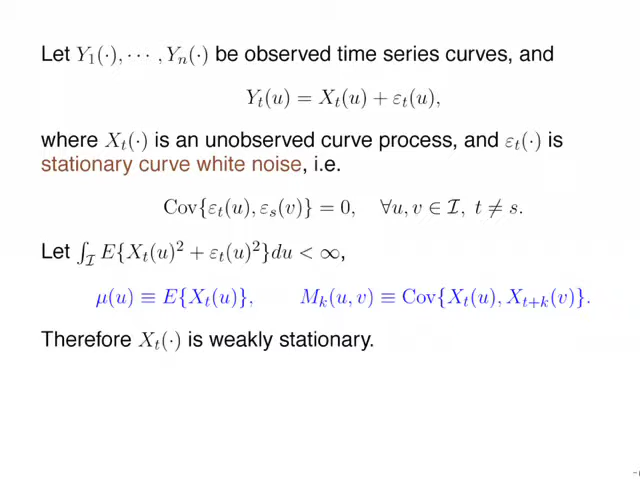 Let Y₁(·), ⋯ , Yₙ(·) be observed time series curves, and
Yₜ(u) = Xₜ(u) + εₜ(u),
where Xₜ(·) is an unobserved curve process, and εₜ(·) is
stationary curve white noise, i.e.
Cov{εₜ(u), εₛ(v)} = 0, ∀u, v ∈ ℐ, t ≠ s.
Let ∫_ℐ E{Xₜ(u)² + εₜ(u)²}du < ∞,
μ(u) ≡ E{Xₜ(u)}, Mₖ(u, v) ≡ Cov{Xₜ(u), Xₜ₊ₖ(v)}.
Therefore Xₜ(·) is weakly stationary.